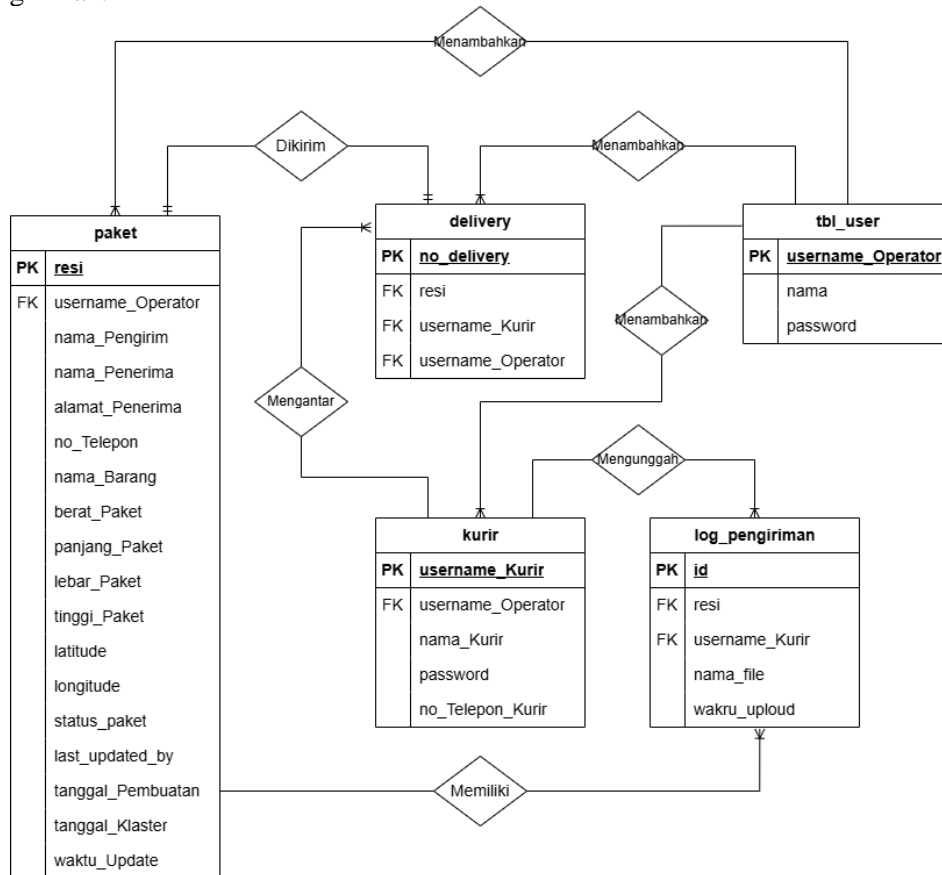 Menambahkan
Dikirim
Menambahkan
paket
PK resi
FK username_Operator
nama_Pengirim
nama_Penerima
alamat_Penerima
no_Telepon
nama_Barang
berat_Paket
panjang_Paket
lebar_Paket
tinggi_Paket
latitude
longitude
status_paket
last_updated_by
tanggal_Pembuatan
tanggal_Klaster
waktu_Update
delivery
PK no_delivery
FK resi
FK username_Kurir
FK username_Operator
tbl_user
PK username_Operator
nama
password
Menambahkan
Mengantar
Mengunggah
kurir
PK username_Kurir
FK username_Operator
nama_Kurir
password
no_Telepon_Kurir
log_pengiriman
PK id
FK resi
FK username_Kurir
nama_file
wakru_uploud
Memiliki